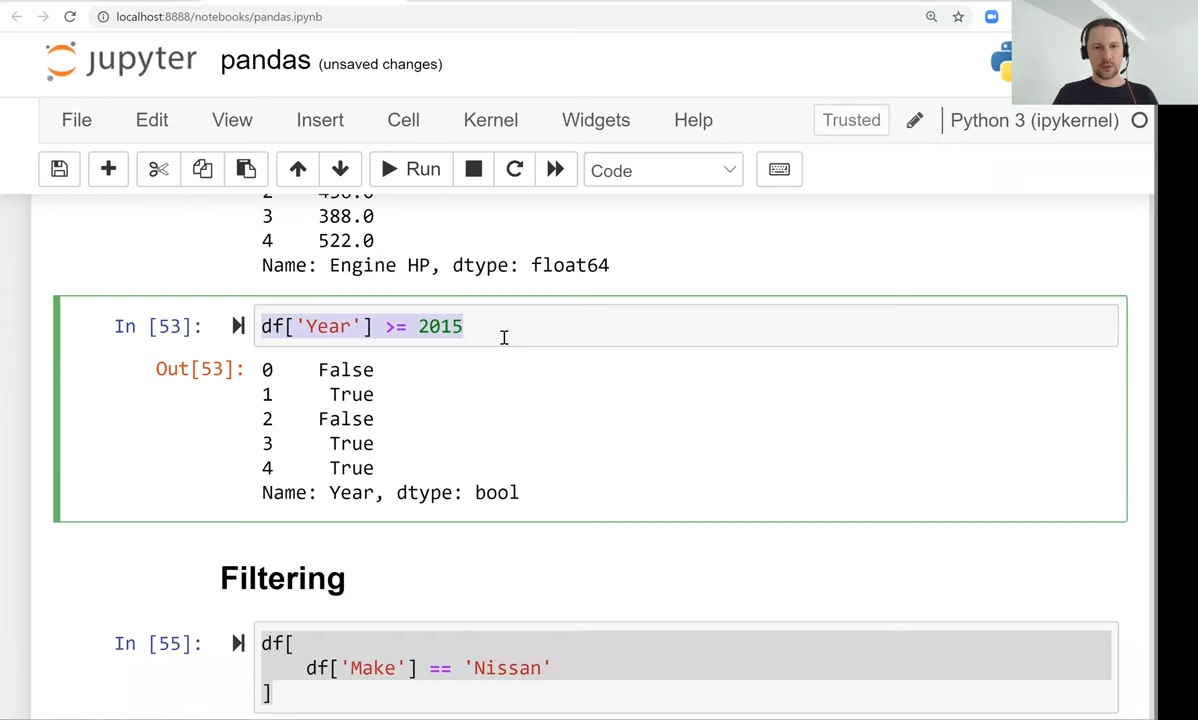 localhost:8888/notebooks/pandas.ipynb
jupyter pandas (unsaved changes)
File Edit View Insert Cell Kernel Widgets Help Trusted Python 3 (ipykernel)
Run Code
3 388.0
4 522.0
Name: Engine HP, dtype: float64
In [53]: df['Year'] >= 2015
Out[53]: 0 False
1 True
2 False
3 True
4 True
Name: Year, dtype: bool
Filtering
In [55]: df[
df['Make'] == 'Nissan'
]